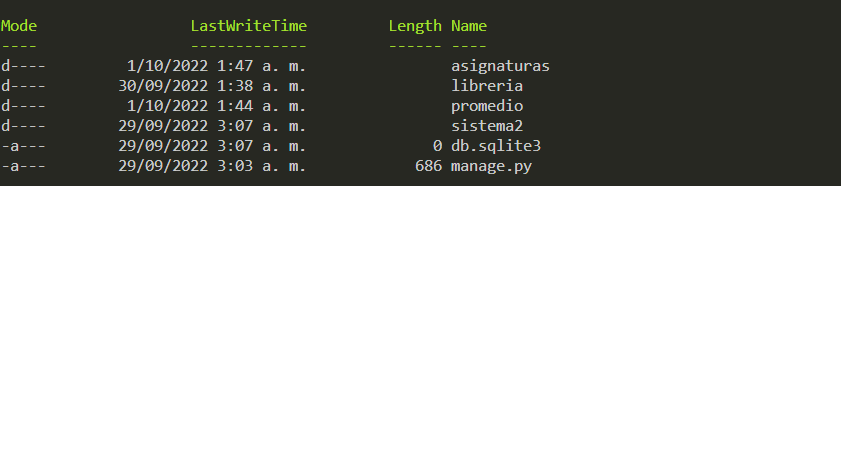 Mode LastWriteTime Length Name
---- ------------- ------ ----
d---- 1/10/2022 1:47 a. m. asignaturas
d---- 30/09/2022 1:38 a. m. libreria
d---- 1/10/2022 1:44 a. m. promedio
d---- 29/09/2022 3:07 a. m. sistema2
-a--- 29/09/2022 3:07 a. m. 0 db.sqlite3
-a--- 29/09/2022 3:03 a. m. 686 manage.py